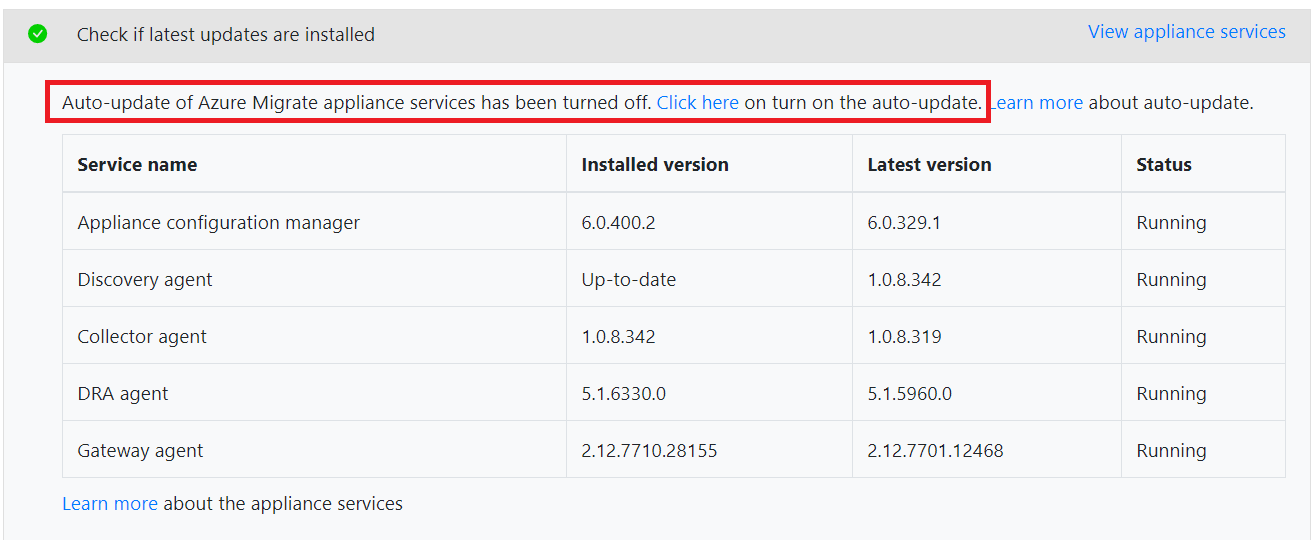 Check if latest updates are installed View appliance services
Auto-update of Azure Migrate appliance services has been turned off. Click here on turn on the auto-update. Learn more about auto-update.
Service name Installed version Latest version Status
Appliance configuration manager 6.0.400.2 6.0.329.1 Running
Discovery agent Up-to-date 1.0.8.342 Running
Collector agent 1.0.8.342 1.0.8.319 Running
DRA agent 5.1.6330.0 5.1.5960.0 Running
Gateway agent 2.12.7710.28155 2.12.7701.12468 Running
Learn more about the appliance services